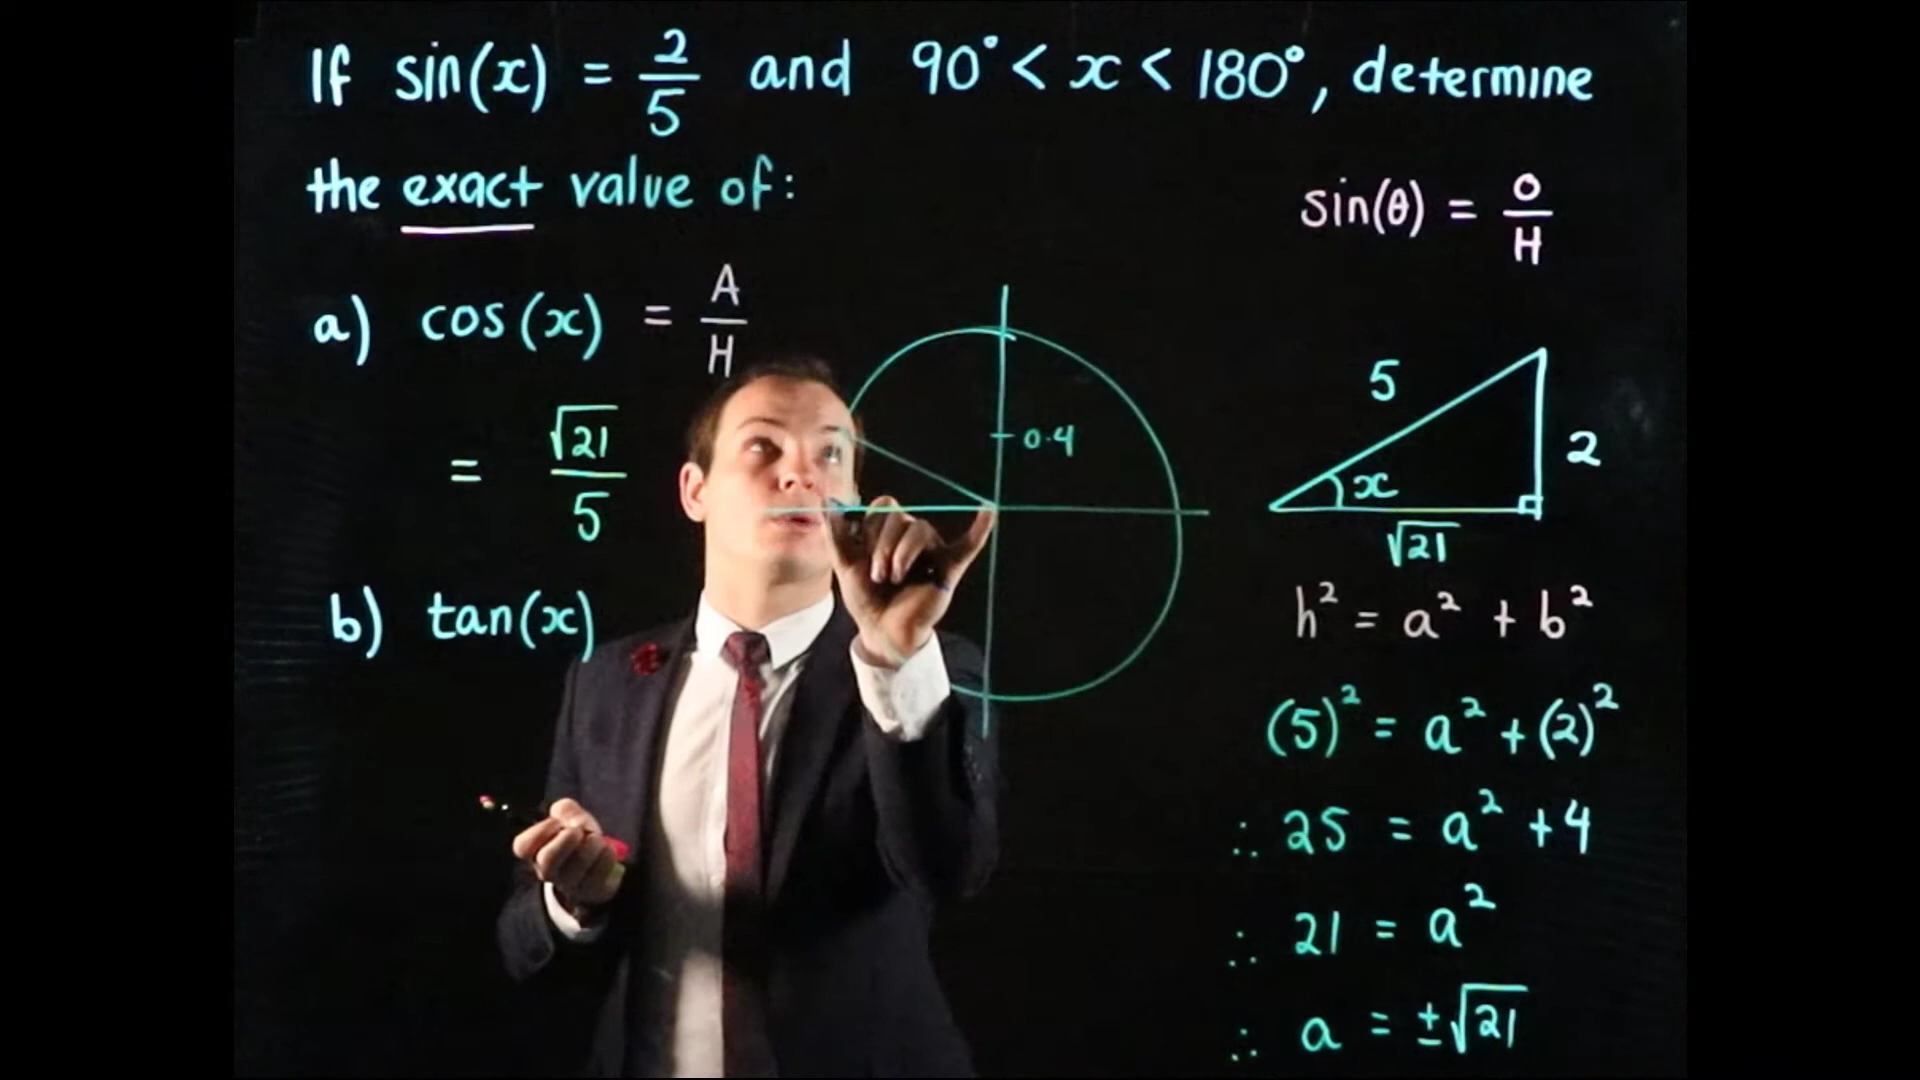 If sin(x) = 2/5 and 90° < x < 180°, determine
the exact value of:
sin(θ) = O/H
a) cos(x) = A/H
= √21/5
0.4
5
2
x
√21
b) tan(x)
h² = a² + b²
(5)² = a² + (2)²
∴ 25 = a² + 4
∴ 21 = a²
∴ a = ±√21